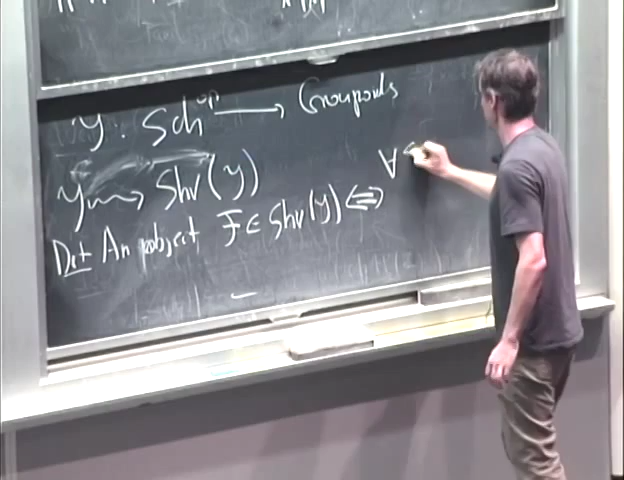 Y : Sch^op → Groupoids
Y ⇝ Shv(Y)
Def An object F ∈ Shv(Y) ⇔
∀ S